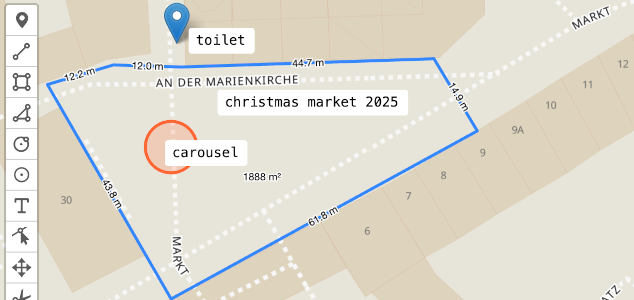 MARKT
toilet
12.2 m
12.0 m
44.7 m
AN DER MARIENKIRCHE
christmas market 2025
14.9 m
12
11
10
9A
9
8
7
6
carousel
1888 m²
43.8 m
61.8 m
30
MARKT
ATZ
T